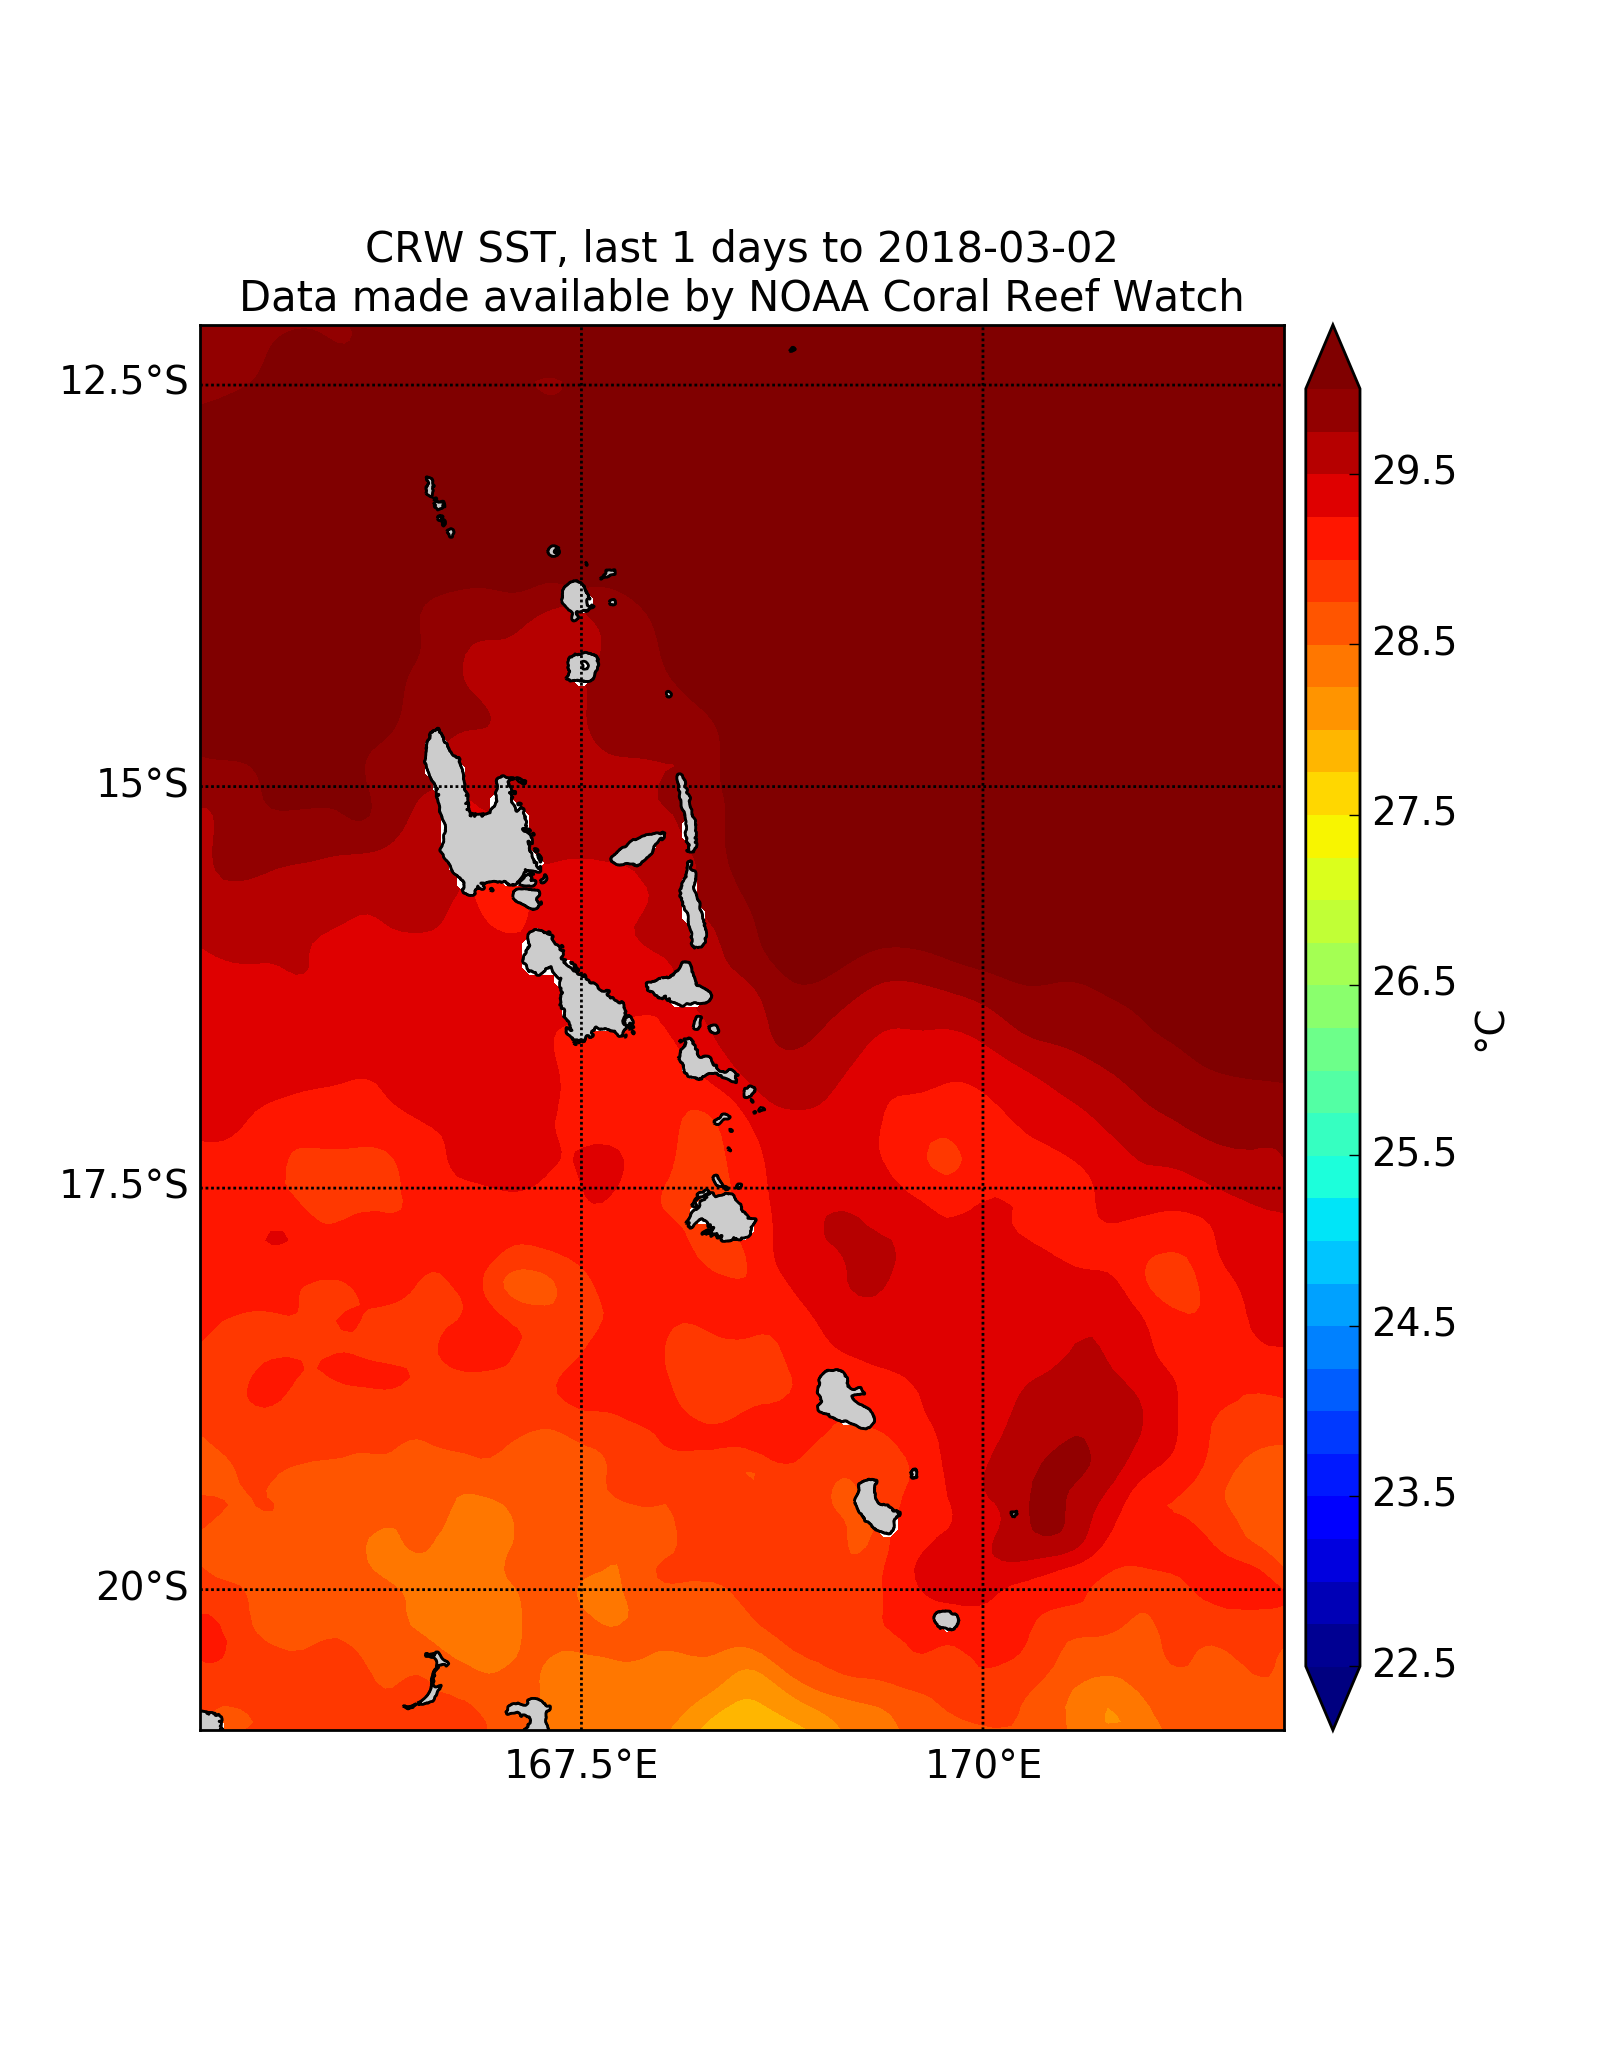 CRW SST, last 1 days to 2018-03-02
Data made available by NOAA Coral Reef Watch
12.5°S
15°S
17.5°S
20°S
167.5°E
170°E
29.5
28.5
27.5
26.5
25.5
24.5
23.5
22.5
°C